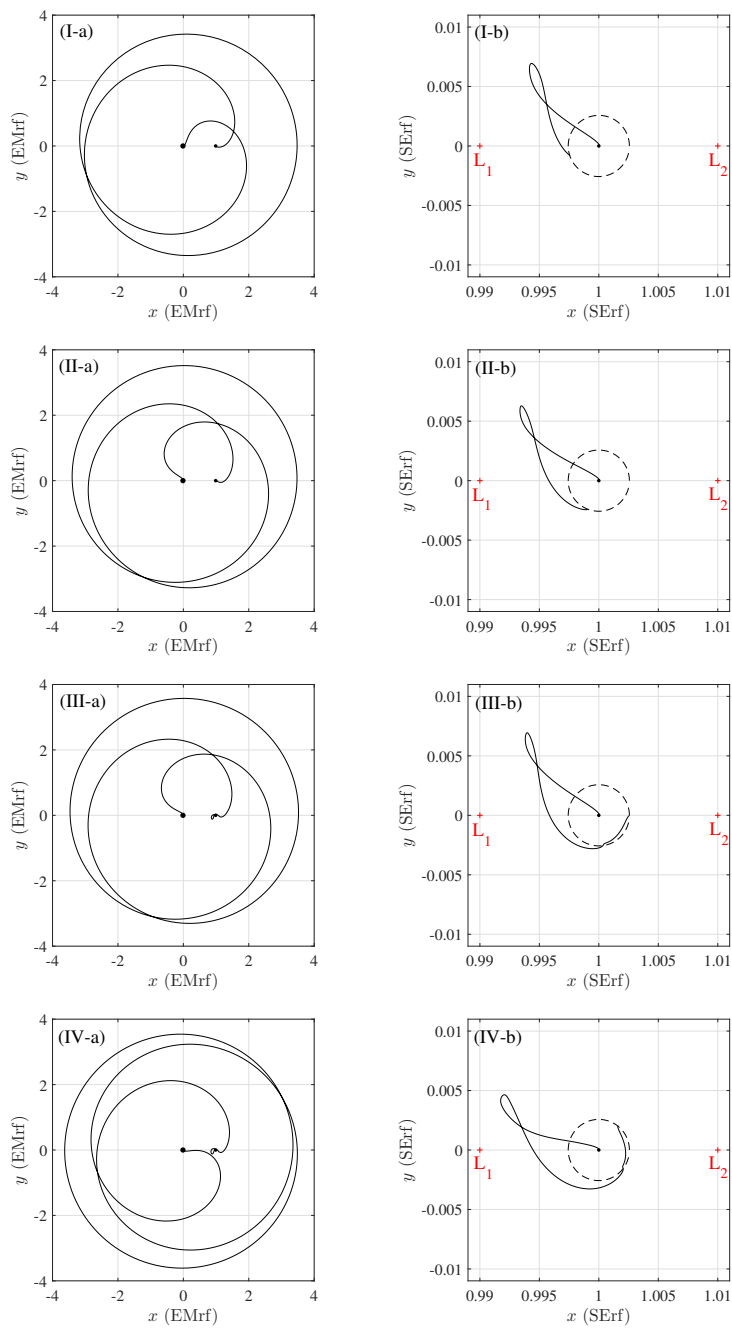 (I-a)
4
2
0
-2
-4
y (EMrf)
-4 -2 0 2 4
x (EMrf)
(I-b)
0.01
0.005
0
-0.005
-0.01
y (SErf)
L1
L2
0.99 0.995 1 1.005 1.01
x (SErf)
(II-a)
4
2
0
-2
-4
y (EMrf)
-4 -2 0 2 4
x (EMrf)
(II-b)
0.01
0.005
0
-0.005
-0.01
y (SErf)
L1
L2
0.99 0.995 1 1.005 1.01
x (SErf)
(III-a)
4
2
0
-2
-4
y (EMrf)
-4 -2 0 2 4
x (EMrf)
(III-b)
0.01
0.005
0
-0.005
-0.01
y (SErf)
L1
L2
0.99 0.995 1 1.005 1.01
x (SErf)
(IV-a)
4
2
0
-2
-4
y (EMrf)
-4 -2 0 2 4
x (EMrf)
(IV-b)
0.01
0.005
0
-0.005
-0.01
y (SErf)
L1
L2
0.99 0.995 1 1.005 1.01
x (SErf)